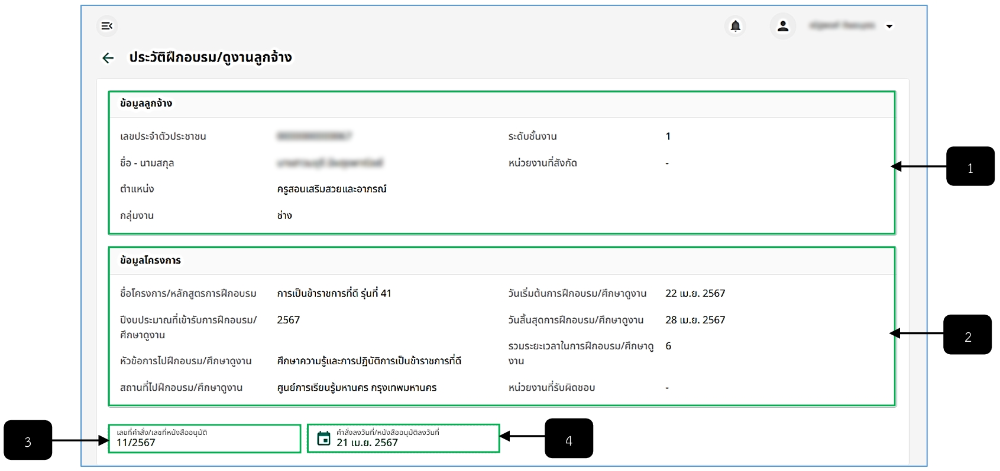 ประวัติฝึกอบรม/ดูงานลูกจ้าง
ข้อมูลลูกจ้าง
เลขประจำตัวประชาชน
ระดับชั้นงาน 1
ชื่อ - นามสกุล
หน่วยงานที่สังกัด -
1
ตำแหน่ง ครูสอนเสริมสวยและอาภรณ์
กลุ่มงาน ช่าง
ข้อมูลโครงการ
ชื่อโครงการ/หลักสูตรการฝึกอบรม การเป็นข้าราชการที่ดี รุ่นที่ 41
วันเริ่มต้นการฝึกอบรม/ศึกษาดูงาน 22 เม.ย. 2567
ปีงบประมาณที่เข้ารับการฝึกอบรม/ 2567
ศึกษาดูงาน
วันสิ้นสุดการฝึกอบรม/ศึกษาดูงาน 28 เม.ย. 2567
2
รวมระยะเวลาในการฝึกอบรม/ศึกษาดู 6
งาน
หัวข้อการไปฝึกอบรม/ศึกษาดูงาน ศึกษาความรู้และการปฏิบัติการเป็นข้าราชการที่ดี
สถานที่ไปฝึกอบรม/ศึกษาดูงาน ศูนย์การเรียนรู้มหานคร กรุงเทพมหานคร
หน่วยงานที่รับผิดชอบ -
3
เลขที่คำสั่ง/เลขที่หนังสืออนุมัติ
11/2567
คำสั่งลงวันที่/หนังสืออนุมัติลงวันที่
21 เม.ย. 2567
4